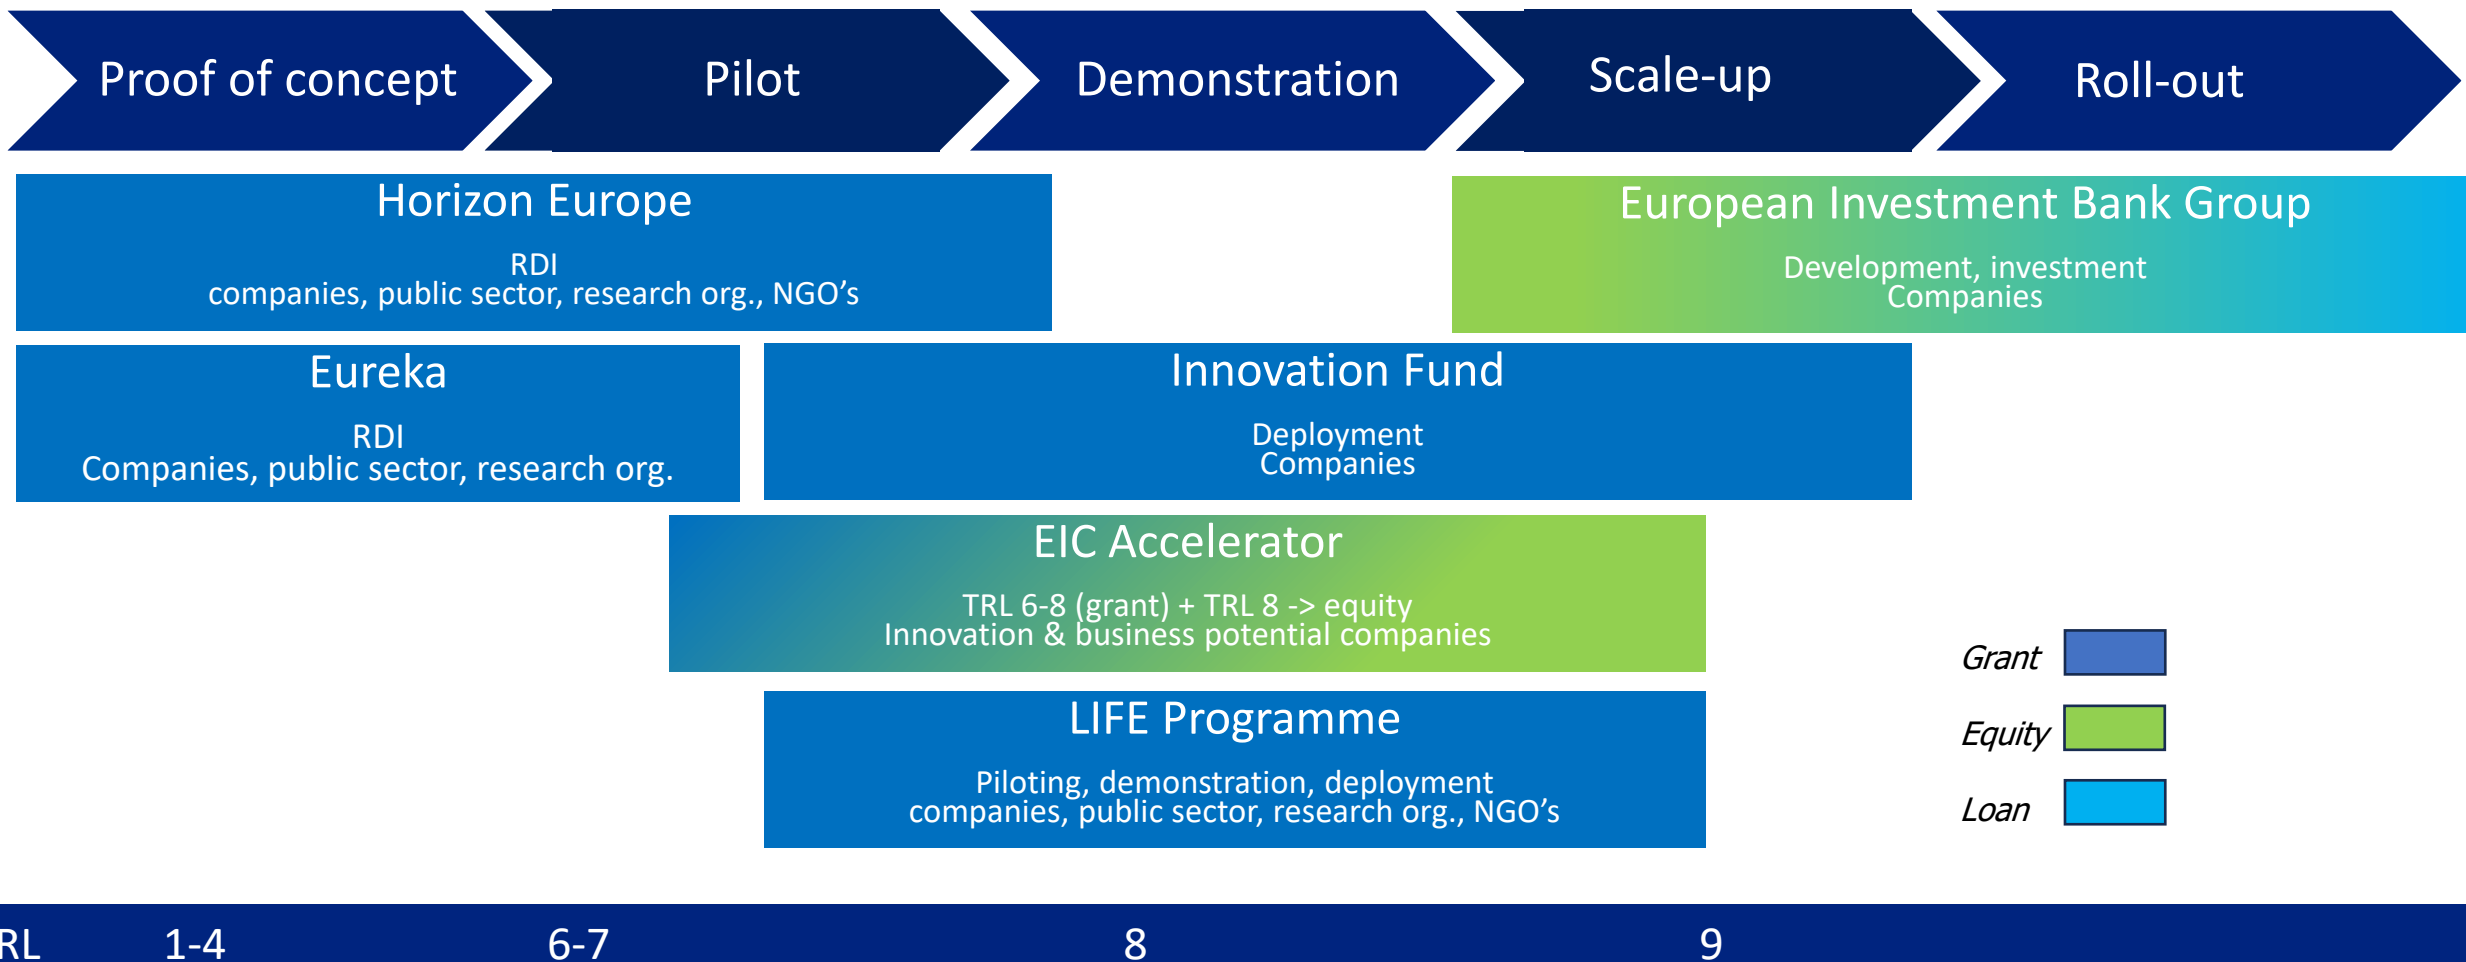 Proof of concept
Pilot
Demonstration
Scale-up
Roll-out
Horizon Europe
RDI
companies, public sector, research org., NGO’s
European Investment Bank Group
Development, investment
Companies
Eureka
RDI
Companies, public sector, research org.
Innovation Fund
Deployment
Companies
EIC Accelerator
TRL 6-8 (grant) + TRL 8 -> equity
Innovation & business potential companies
LIFE Programme
Piloting, demonstration, deployment
companies, public sector, research org., NGO’s
Grant
Equity
Loan
RL 1-4 6-7 8 9